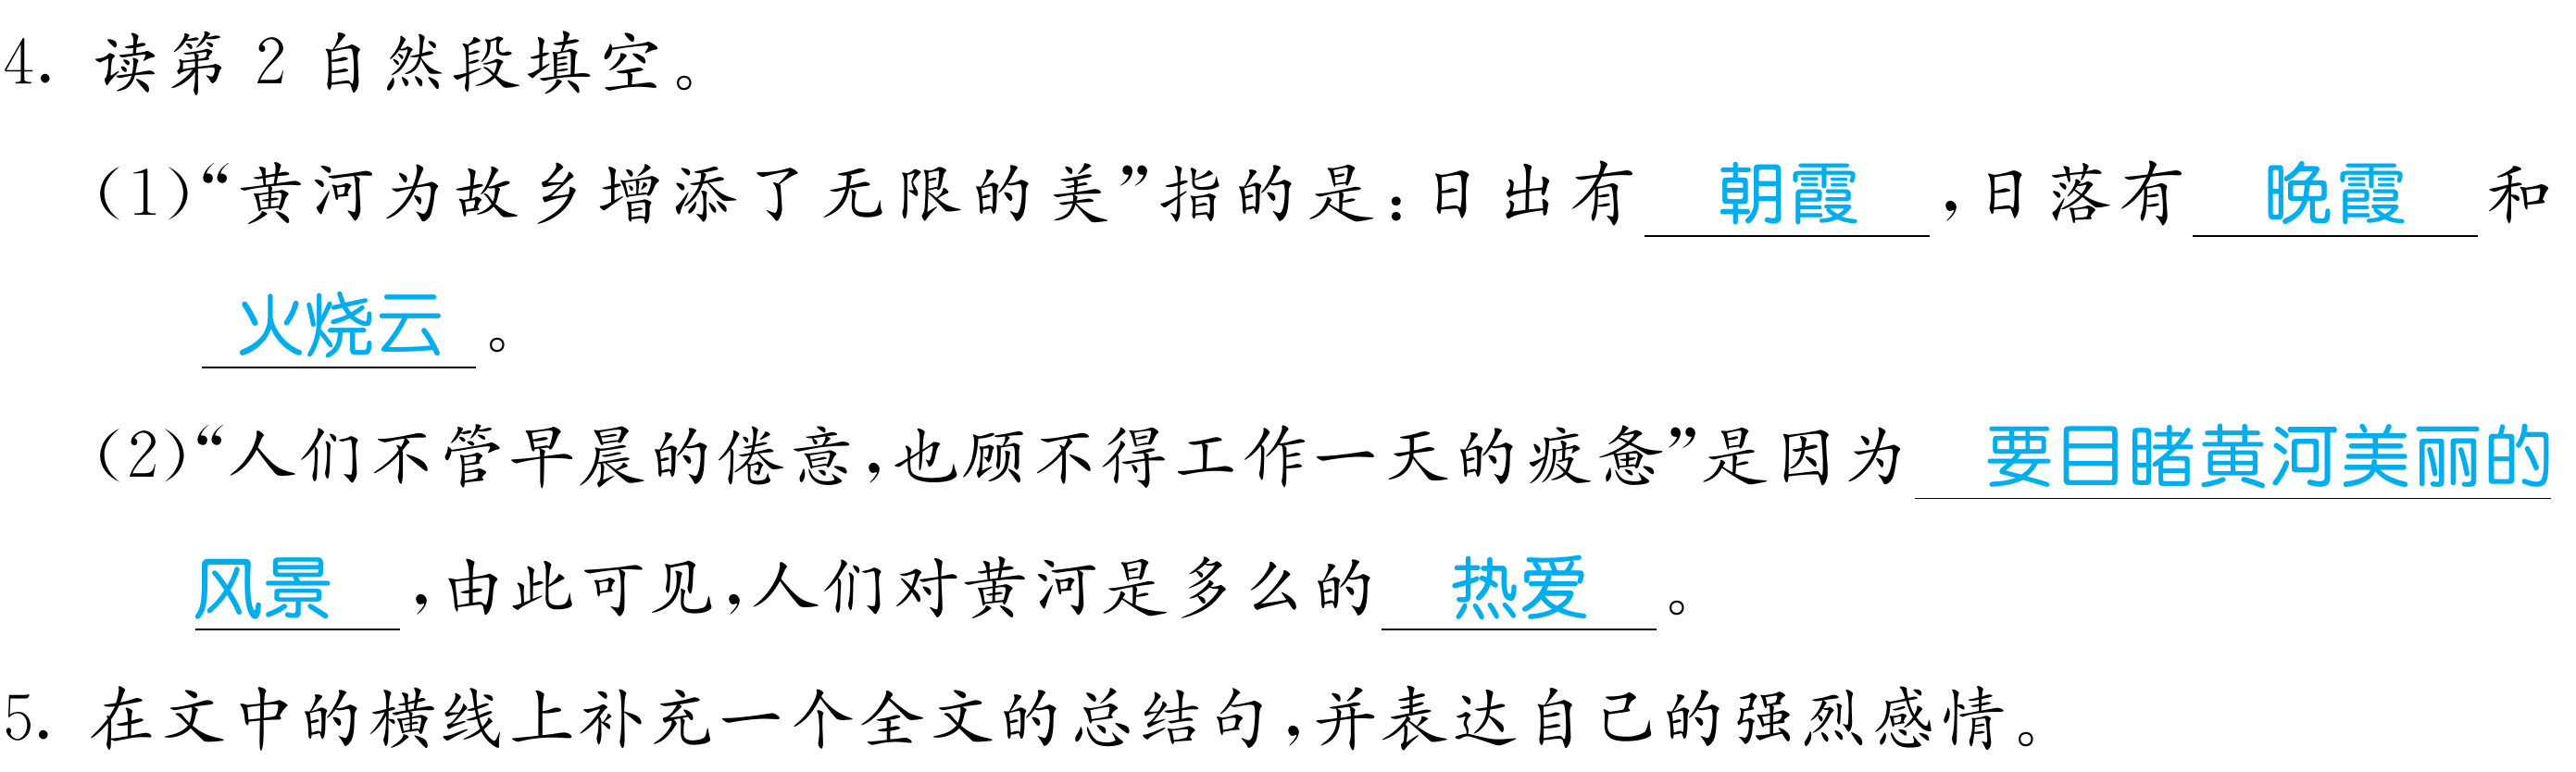 4. 读第 2 自然段填空。
(1)“黄河为故乡增添了无限的美”指的是：日出有 朝霞 ，日落有 晚霞 和
火烧云 。
(2)“人们不管早晨的倦意，也顾不得工作一天的疲惫”是因为 要目睹黄河美丽的
风景 ，由此可见，人们对黄河是多么的 热爱 。
5. 在文中的横线上补充一个全文的总结句，并表达自己的强烈感情。